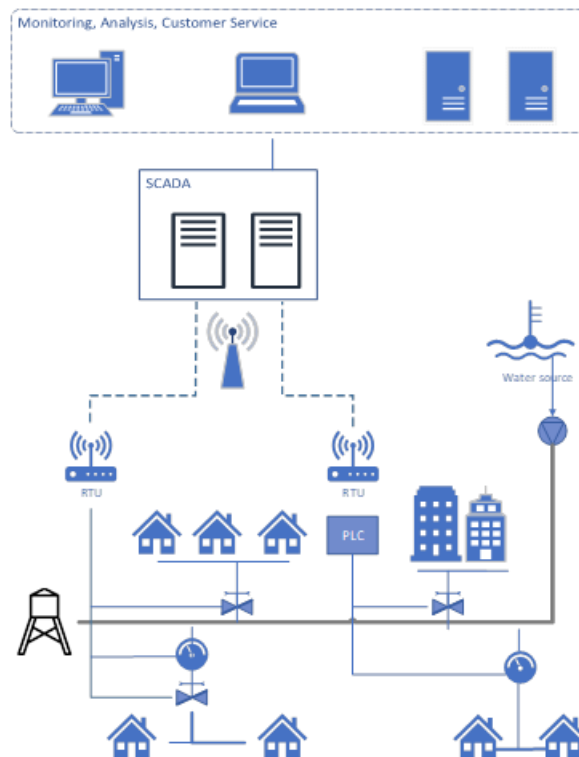 Monitoring, Analysis, Customer Service
SCADA
Water source
RTU
RTU
PLC